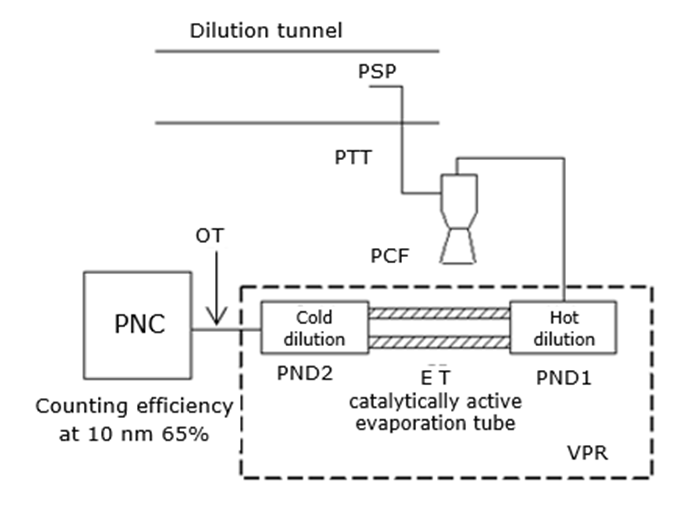 Dilution tunnel
PSP
PTT
OT
PCF
PNC
Cold
dilution
Hot
dilution
PND2
E T
PND1
catalytically active
evaporation tube
Counting efficiency
at 10 nm 65%
VPR